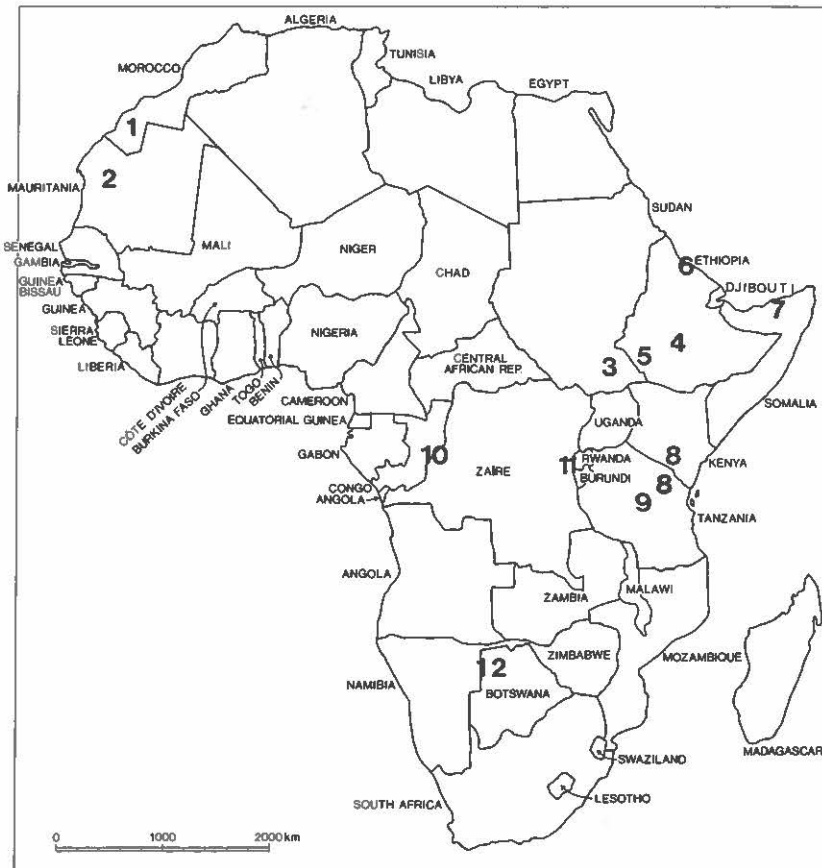 ALGERIA
TUNISIA
MOROCCO
LIBYA
EGYPT
1
2
MAURITANIA
SUDAN
SENEGAL
MALI
NIGER
GAMBIA
CHAD
6
ETHIOPIA
GUINEA
BISSAU
DJIBOUTI
7
GUINEA
SIERRA
LEONE
NIGERIA
4
5
3
LIBERIA
CENTRAL
AFRICAN REP.
CÔTE D'IVOIRE
BURKINA FASO
GHANA
TOGO
BENIN
CAMEROON
SOMALIA
EQUATORIAL GUINEA
UGANDA
GABON
10
11
RWANDA
8
KENYA
ZAÏRE
BURUNDI
8
CONGO
ANGOLA
9
TANZANIA
ANGOLA
ZAMBIA
MALAWI
ZIMBABWE
MOZAMBIQUE
12
NAMIBIA
BOTSWANA
MADAGASCAR
SWAZILAND
SOUTH AFRICA
LESOTHO
0 1000 2000 km